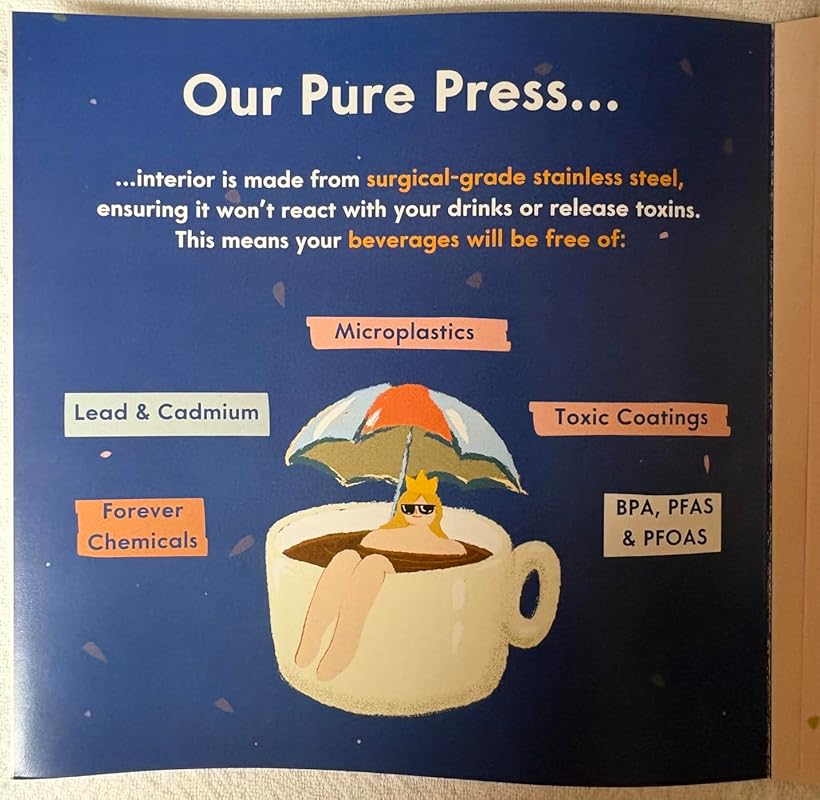 Our Pure Press...
...interior is made from surgical-grade stainless steel,
ensuring it won't react with your drinks or release toxins.
This means your beverages will be free of:
Microplastics
Lead & Cadmium
Toxic Coatings
Forever
Chemicals
BPA, PFAS
& PFOAS